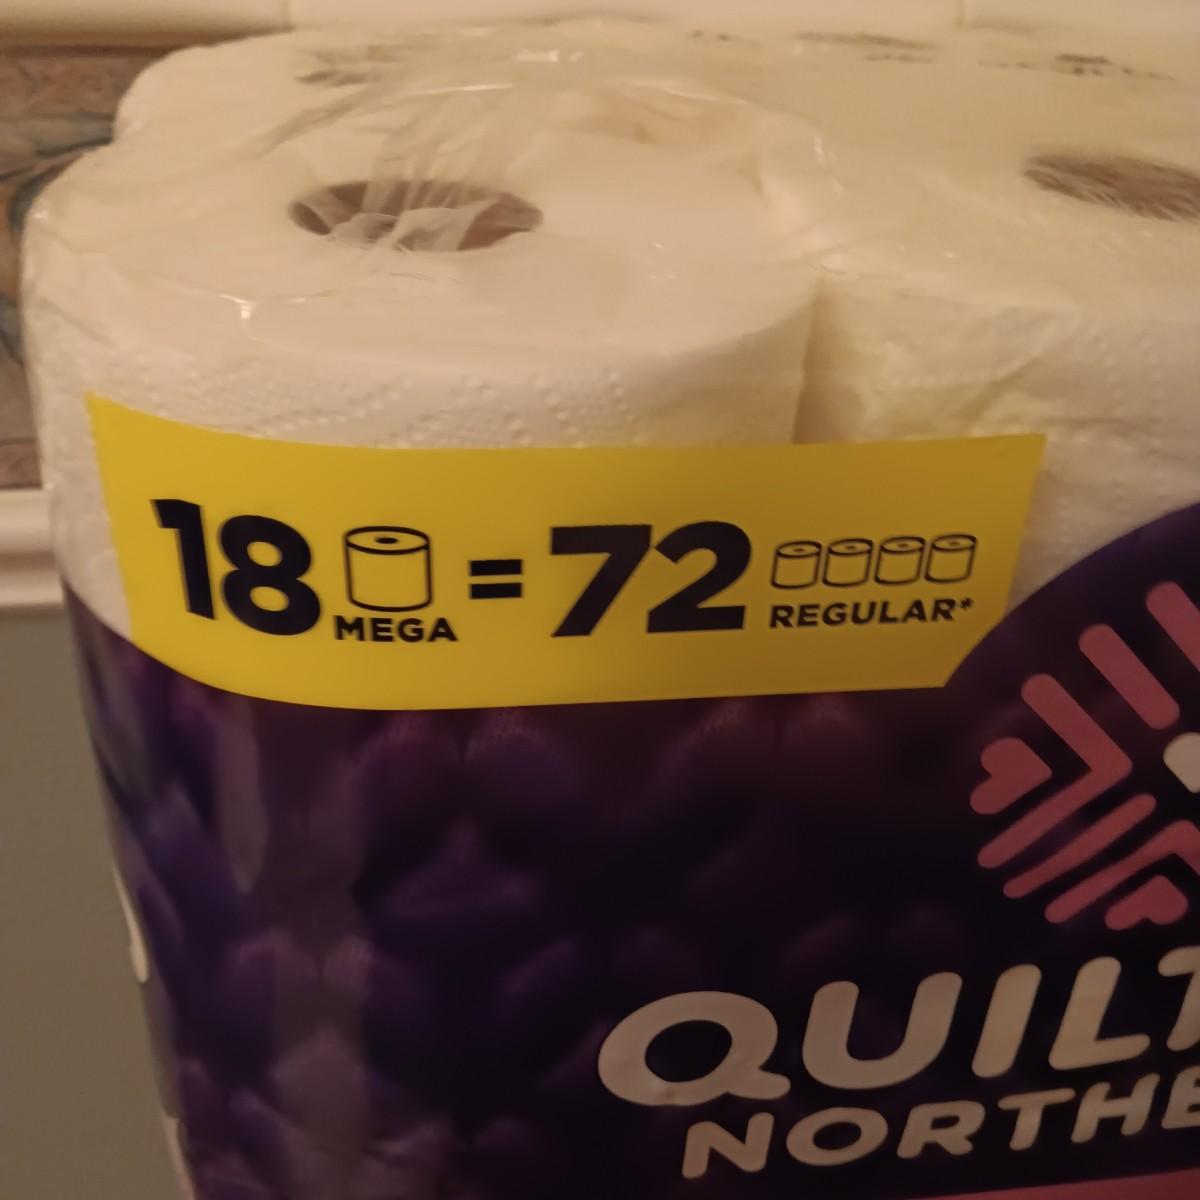 18 MEGA = 72 REGULAR*
QUILT
NORTHE